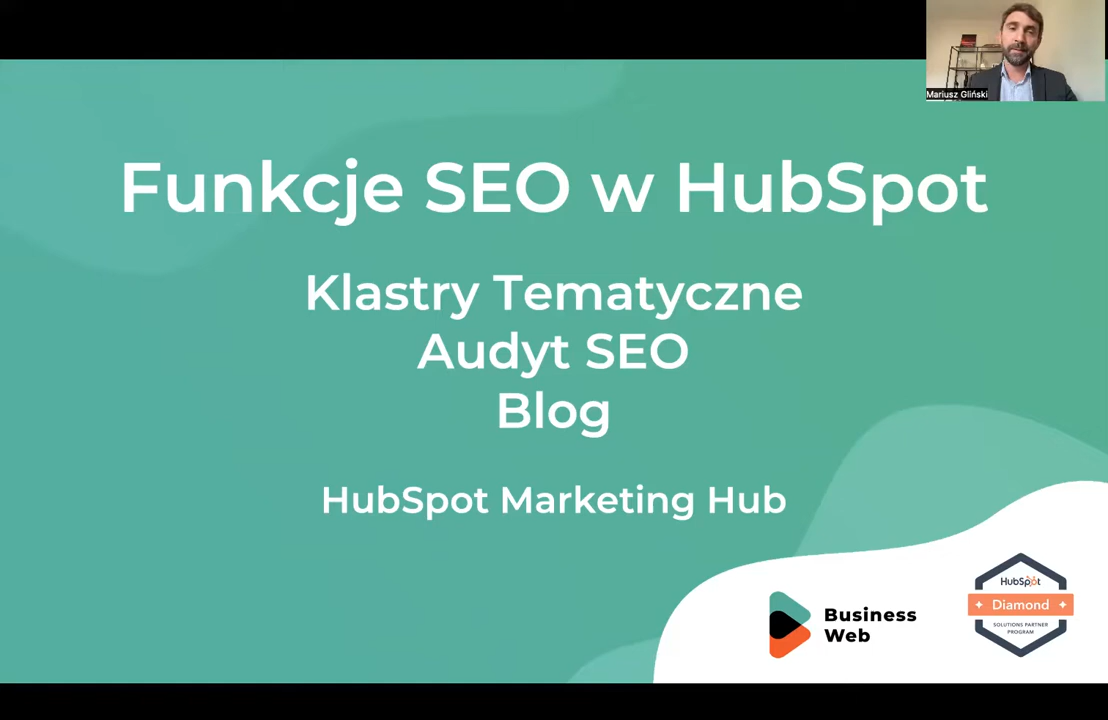 Mariusz Gliński
Funkcje SEO w HubSpot
Klastry Tematyczne
Audyt SEO
Blog
HubSpot Marketing Hub
Business
Web
HubSpot
Diamond
SOLUTIONS PARTNER
PROGRAM